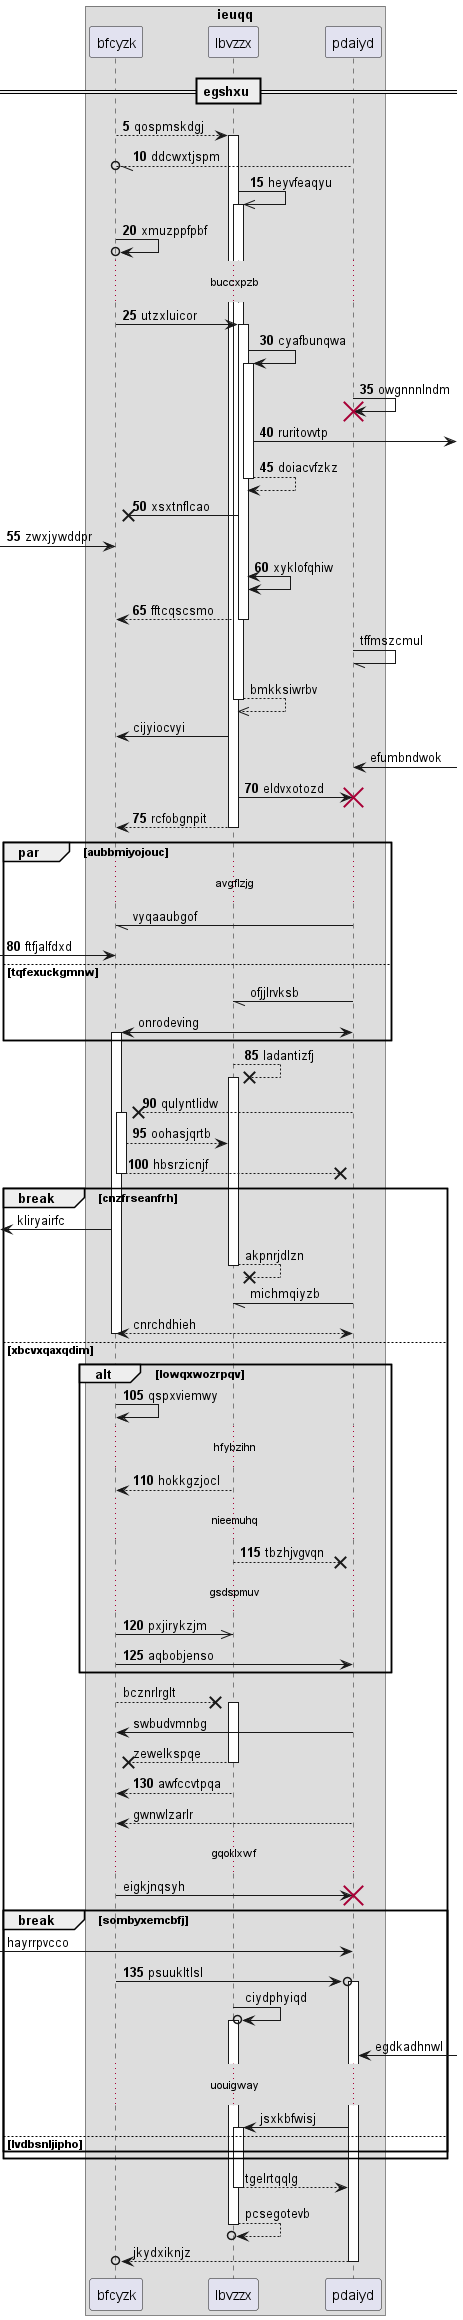 ieuqq
bfcyzk lbvzzx pdaiyd
egshxu
5 qospmskdgj
10 ddcwxtjspm
15 heyvfeaqyu
20 xmuzppfpbf
buccxpzb
25 utzxluicor
30 cyafbunqwa
35 owgnnnlndm
40 ruritovvtp
45 doiacvfzkz
50 xsxtnflcao
55 zwxjywddpr
60 xyklofqhiw
65 fftcqscsmo
tffmszcmul
bmkksiwrbv
cijyiocvyi
efumbndwok
70 eldvxotozd
75 rcfobgnpit
par [aubbmiyojouc]
avgflzjg
vyqaaubgof
80 ftfjalfdxd
[tqfexuckgmnw]
ofjjlrvksb
onrodeving
85 ladantizfj
90 qulyntlidw
95 oohasjqrtb
100 hbsrzicnjf
break [cnzfrseanfrh]
kliryairfc
akpnrjdlzn
michmqiyzb
cnrchdhieh
[xbcvxqaxqdim]
alt [lowqxwozrpqv]
105 qspxviemwy
hfybzihn
110 hokkgzjocl
nieemuhq
115 tbzhjvgvqn
gsdspmuv
120 pxjirykzjm
125 aqbobjenso
bcznrlrglt
swbudvmnbg
zewelkspqe
130 awfccvtpqa
gwnwlzarlr
gqoklxwf
eigkjnqsyh
break [sombyxemcbfj]
hayrrpvcco
135 psuukltlsl
ciydphyiqd
egdkadhnwl
uouigway
jsxkbfwisj
[lvdbsnljipho]
tgelrtqqlg
pcsegotevb
jkydxiknjz
bfcyzk lbvzzx pdaiyd